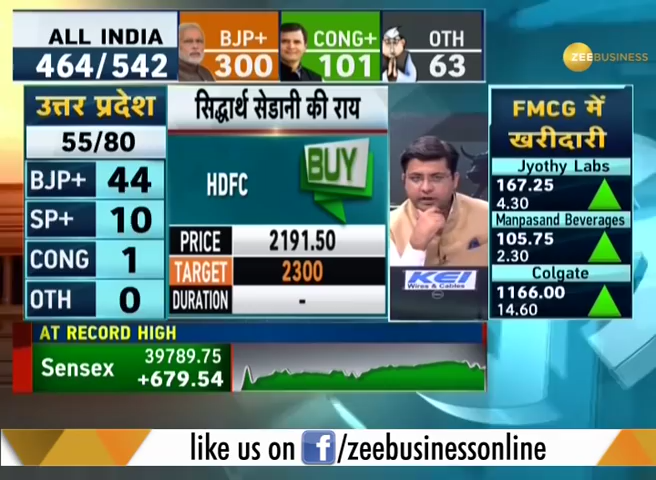 ALL INDIA
464/542
BJP+
300
CONG+
101
OTH
63
ZEEBUSINESS
उत्तर प्रदेश
55/80
BJP+ 44
SP+ 10
CONG 1
OTH 0
सिद्धार्थ सेडानी की राय
HDFC
BUY
PRICE 2191.50
TARGET 2300
DURATION -
KEI
Wires & Cables
FMCG में
खरीदारी
Jyothy Labs
167.25
4.30
Manpasand Beverages
105.75
2.30
Colgate
1166.00
14.60
AT RECORD HIGH
Sensex
39789.75
+679.54
like us on f/zeebusinessonline